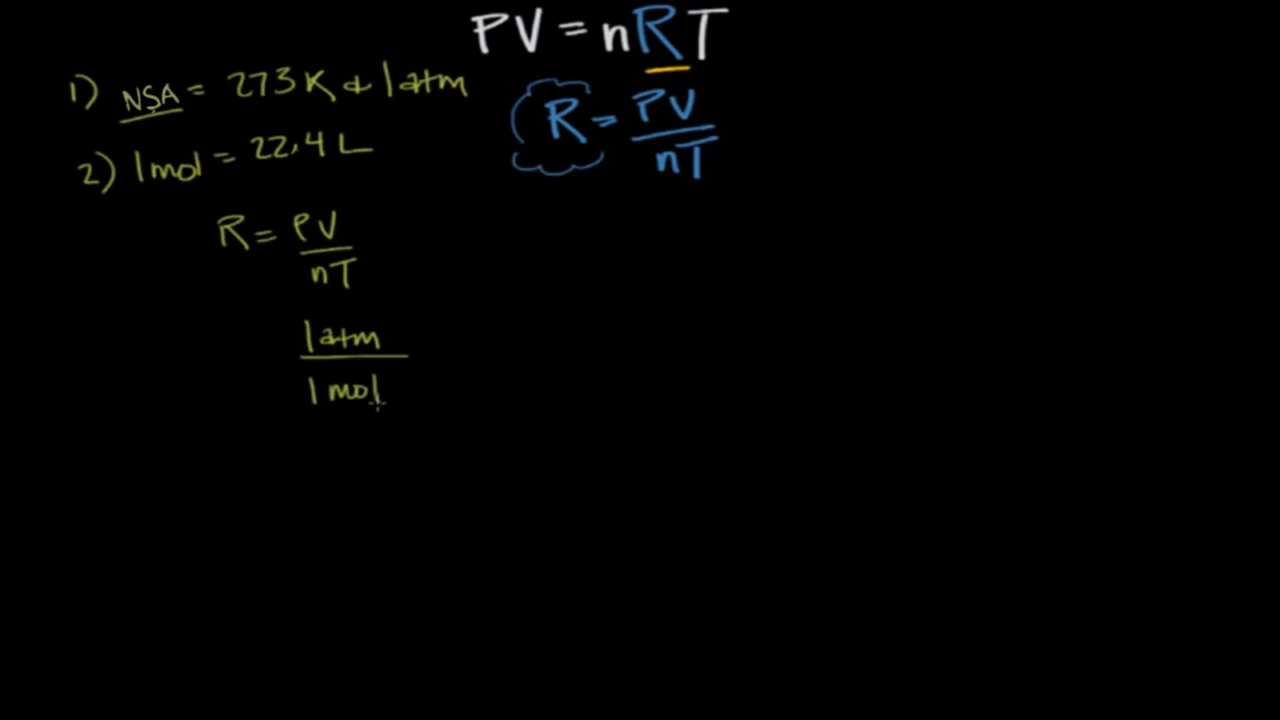 PV = nRT
1) NŞA = 273 K & 1 atm
R = PV
nT
2) 1 mol = 22,4 L
R = PV
nT
1 atm
1 mol